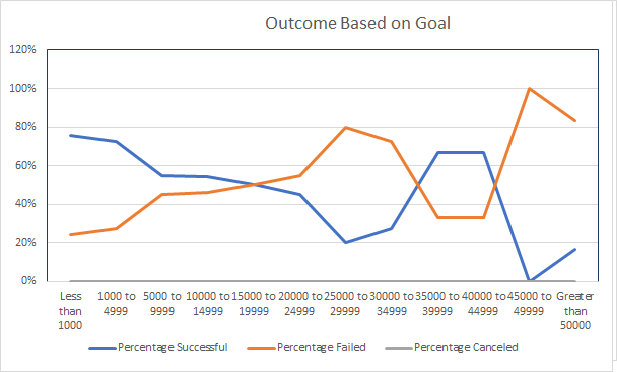 Outcome Based on Goal
120%
100%
80%
60%
40%
20%
0%
Less than 1000
1000 to 4999
5000 to 9999
10000 to 14999
15000 to 19999
20000 to 24999
25000 to 29999
30000 to 34999
35000 to 39999
40000 to 44999
45000 to 49999
Greater than 50000
Percentage Successful
Percentage Failed
Percentage Canceled